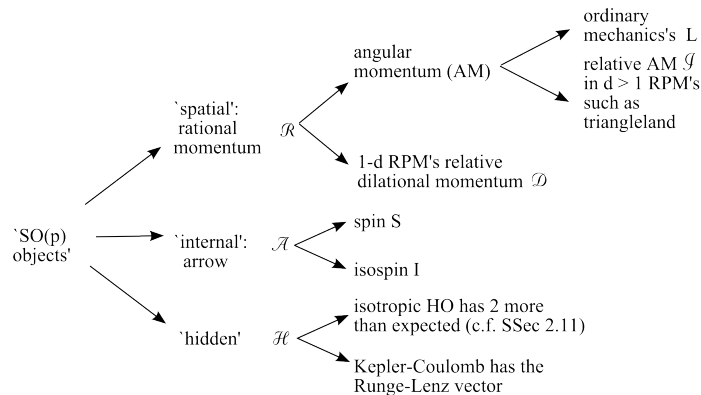 ordinary
mechanics's L
angular
momentum (AM)
relative AM 𝒥
in d > 1 RPM's
such as
triangleland
`spatial':
rational
momentum
ℛ
1-d RPM's relative
dilational momentum 𝒟
`SO(p)
objects'
`internal':
arrow
𝒜
spin S
isospin I
`hidden'
ℋ
isotropic HO has 2 more
than expected (c.f. SSec 2.11)
Kepler-Coulomb has the
Runge-Lenz vector